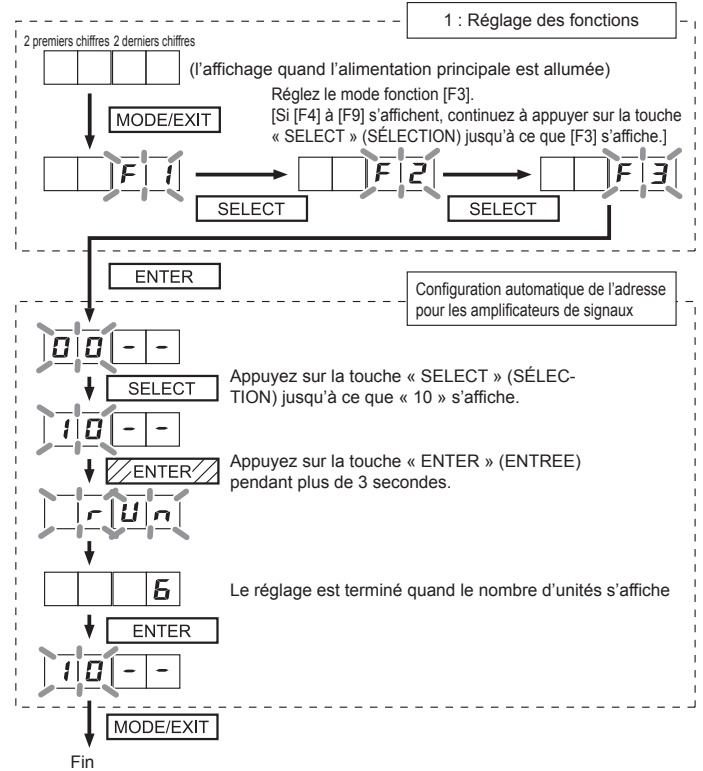 1 : Réglage des fonctions
2 premiers chiffres 2 derniers chiffres
(l'affichage quand l'alimentation principale est allumée)
Réglez le mode fonction [F3].
[Si [F4] à [F9] s'affichent, continuez à appuyer sur la touche
« SELECT » (SÉLECTION) jusqu'à ce que [F3] s'affiche.]
MODE/EXIT
F 1
F 2
F 3
SELECT
SELECT
ENTER
Configuration automatique de l'adresse
pour les amplificateurs de signaux
0 0 - -
SELECT
Appuyez sur la touche « SELECT » (SÉLEC-
TION) jusqu'à ce que « 10 » s'affiche.
1 0 - -
ENTER
Appuyez sur la touche « ENTER » (ENTREE)
pendant plus de 3 secondes.
r U n
6
Le réglage est terminé quand le nombre d'unités s'affiche
ENTER
1 0 - -
MODE/EXIT
Fin